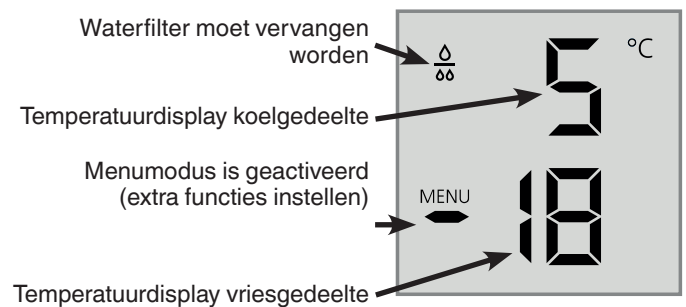 Waterfilter moet vervangen
worden
Temperatuurdisplay koelgedeelte
Menumodus is geactiveerd
(extra functies instellen)
Temperatuurdisplay vriesgedeelte
5 °C
MENU
-18